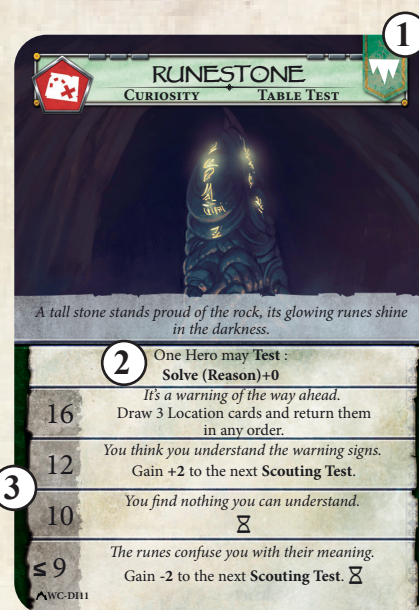 1
RUNESTONE
CURIOSITY TABLE TEST
A tall stone stands proud of the rock, its glowing runes shine
in the darkness.
2
One Hero may Test :
Solve (Reason)+0
It's a warning of the way ahead.
16
Draw 3 Location cards and return them
in any order.
You think you understand the warning signs.
12
Gain +2 to the next Scouting Test.
3
You find nothing you can understand.
10
The runes confuse you with their meaning.
≤ 9
Gain -2 to the next Scouting Test.
WC-DI11